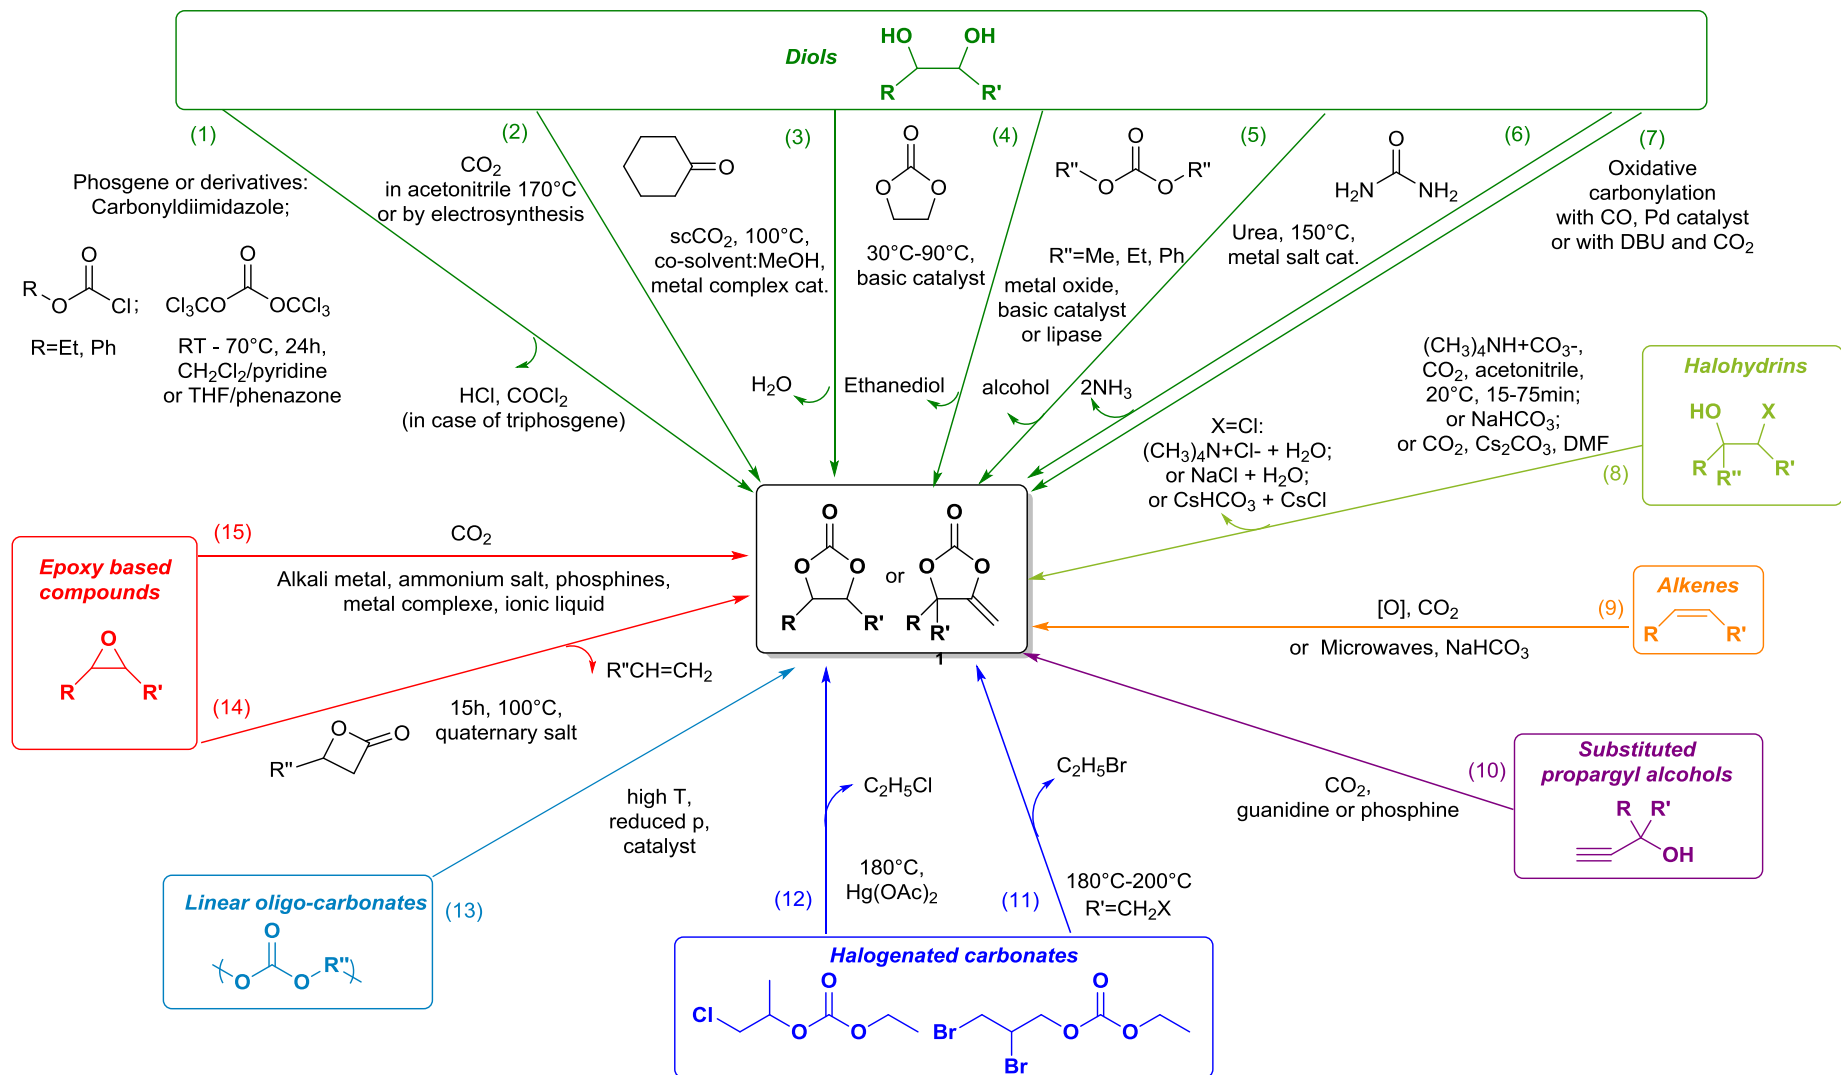 Diols
HO
OH
R
R'
(1)
Phosgene or derivatives:
Carbonyldiimidazole;
O
R
O
Cl
;
R=Et, Ph
O
Cl3CO
OCCl3
RT - 70°C, 24h,
CH2Cl2/pyridine
or THF/phenazone
HCl, COCl2
(in case of triphosgene)
(2)
CO2
in acetonitrile 170°C
or by electrosynthesis
(3)
O
scCO2, 100°C,
co-solvent:MeOH,
metal complex cat.
H2O
(4)
O
O
O
30°C-90°C,
basic catalyst
Ethanediol
(5)
O
R''
O
O
R''
R''=Me, Et, Ph
metal oxide,
basic catalyst
or lipase
alcohol
(6)
O
H2N
NH2
Urea, 150°C,
metal salt cat.
2NH3
(7)
Oxidative
carbonylation
with CO, Pd catalyst
or with DBU and CO2
(CH3)4NH+CO3-,
CO2, acetonitrile,
20°C, 15-75min;
or NaHCO3;
or CO2, Cs2CO3, DMF
X=Cl:
(CH3)4N+Cl- + H2O;
or NaCl + H2O;
or CsHCO3 + CsCl
(8)
Halohydrins
HO
X
R
R''
R'
O
O
O
R
R'
or
O
O
O
R
R'
1
(15)
CO2
Alkali metal, ammonium salt, phosphines,
metal complexe, ionic liquid
Epoxy based
compounds
O
R
R'
(14)
R''CH=CH2
15h, 100°C,
quaternary salt
O
O
R''
Alkenes
R
R'
(9)
[O], CO2
or Microwaves, NaHCO3
Substituted
propargyl alcohols
R
R'
OH
(10)
CO2,
guanidine or phosphine
high T,
reduced p,
catalyst
Linear oligo-carbonates
O
O
O
R''
(13)
C2H5Cl
180°C,
Hg(OAc)2
(12)
C2H5Br
180°C-200°C
R'=CH2X
(11)
Halogenated carbonates
Cl
O
O
O
Br
Br
O
O
O